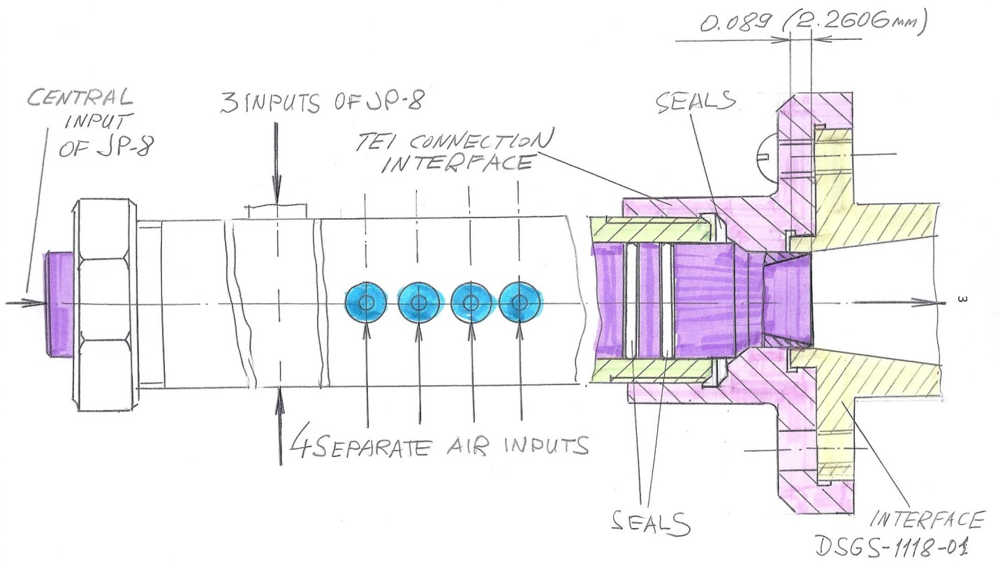 0.089 (2.2606mm)
CENTRAL
INPUT
OF JP-8
3 INPUTS OF JP-8
SEALS
TEI CONNECTION
INTERFACE
3
4 SEPARATE AIR INPUTS
SEALS
INTERFACE
DSGS-1118-01